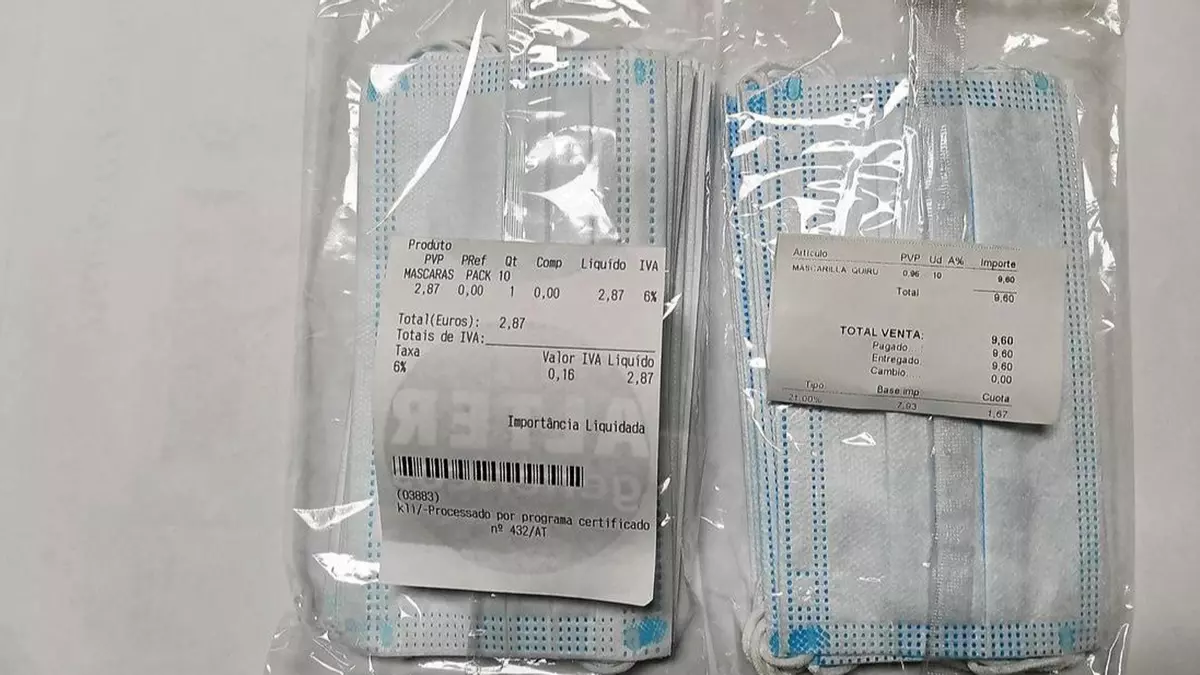 Produto
PVP PRef Qt Comp Liquido IVA
MASCARAS PACK 10
2,87 0,00 1 0,00 2,87 6%
Total(Euros): 2,87
Totais de IVA:
Taxa Valor IVA Liquido
6% 0,16 2,87
Importância Liquidada
ALTER
(03883)
kli/-Processado por programa certificado
nº 432/AT
Artículo PVP Ud A% Importe
MASCARILLA QUIRU 0.96 10 9,60
Total 9,60
TOTAL VENTA: 9,60
Pagado.... 9,60
Entregado. 9,60
Cambio.... 0,00
Tipo Base imp. Cuota
21,00% 7,93 1,67